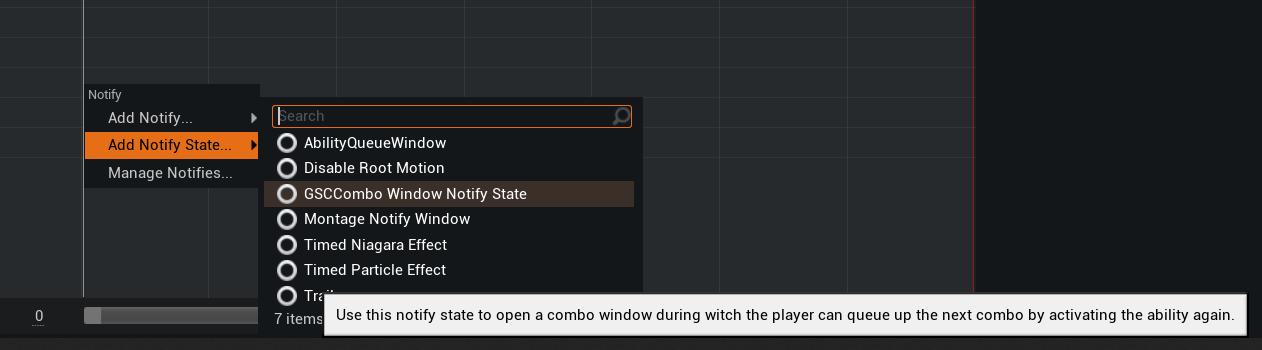 Notify
Add Notify...
Add Notify State...
Manage Notifies...
Search
AbilityQueueWindow
Disable Root Motion
GSCCombo Window Notify State
Montage Notify Window
Timed Niagara Effect
Timed Particle Effect
7 items
Use this notify state to open a combo window during witch the player can queue up the next combo by activating the ability again.
0